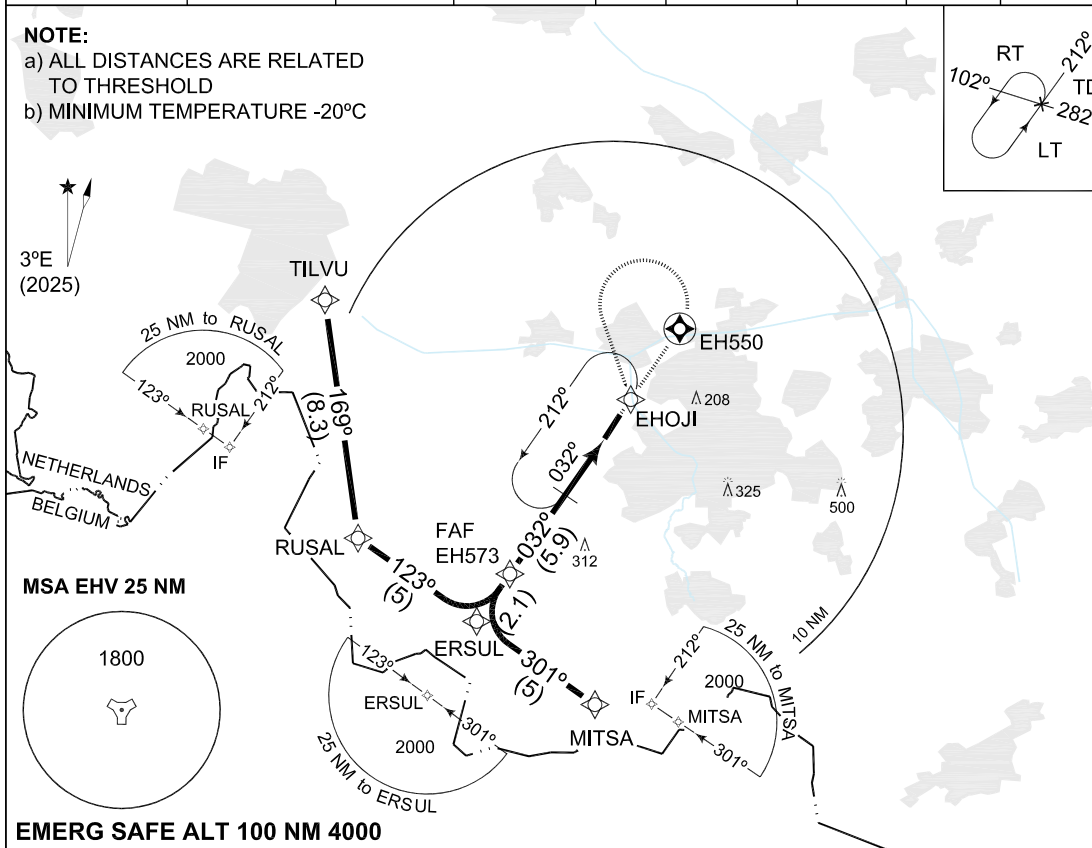 NOTE:
a) ALL DISTANCES ARE RELATED
TO THRESHOLD
b) MINIMUM TEMPERATURE -20ºC
3ºE
(2025)
RT
212º
102º
TD
282
LT
TILVU
25 NM to RUSAL
2000
123º
RUSAL
212º
IF
NETHERLANDS
BELGIUM
169º
(8.3)
EH550
212º
EHOJI
208
032º
325
500
RUSAL
FAF
EH573
032º
(5.9)
312
123º
(5)
(2.1)
10 NM
MSA EHV 25 NM
1800
ERSUL
301º
(5)
MITSA
123º
ERSUL
301º
2000
25 NM to ERSUL
25 NM to MITSA
212º
2000
IF
MITSA
301º
EMERG SAFE ALT 100 NM 4000